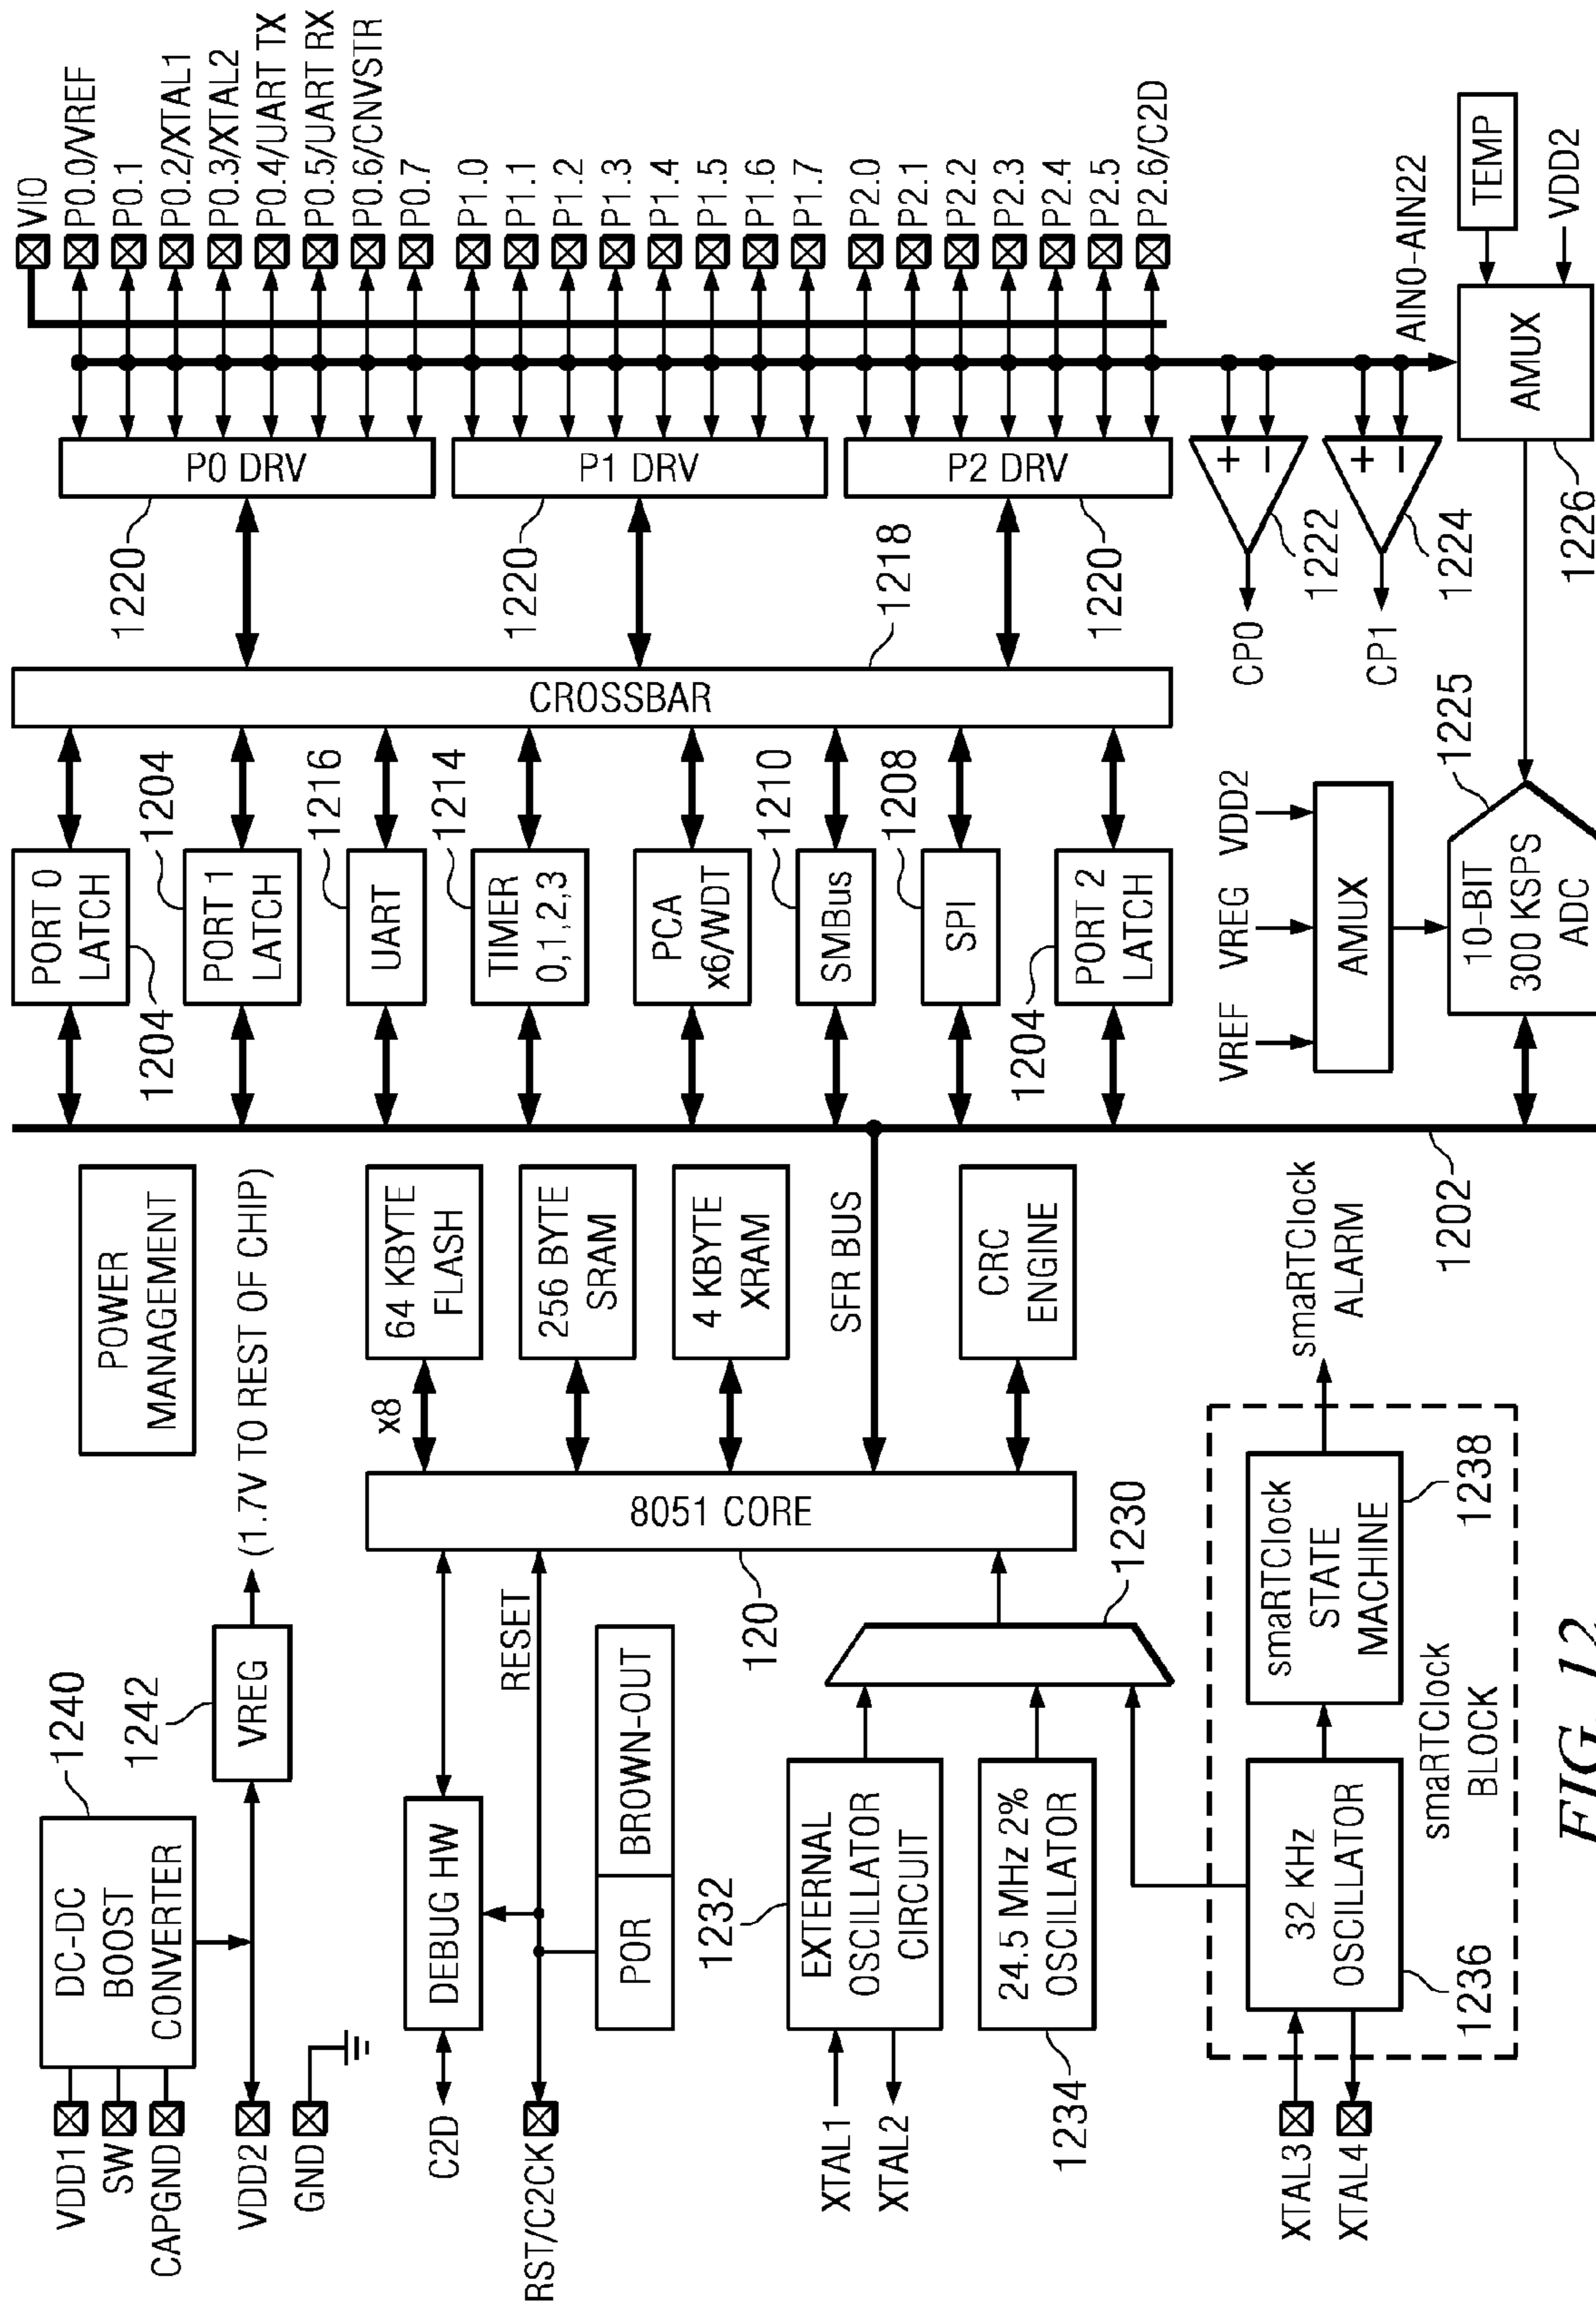 VDD1
SW
CAPGND
VDD2
GND
DC-DC
BOOST
CONVERTER
1240
1242
VREG
(1.7V TO REST OF CHIP)
POWER
MANAGEMENT
C2D
DEBUG HW
RST/C2CK
RESET
POR
BROWN-OUT
XTAL1
XTAL2
1232
EXTERNAL
OSCILLATOR
CIRCUIT
1234
24.5 MHz 2%
OSCILLATOR
1230
XTAL3
XTAL4
1236
32 KHz
OSCILLATOR
smaRTClock
STATE
MACHINE
1238
smaRTClock
BLOCK
smaRTClock
ALARM
8051 CORE
120
x8
64 KBYTE
FLASH
256 BYTE
SRAM
4 KBYTE
XRAM
SFR BUS
CRC
ENGINE
1202
PORT 0
LATCH
1204
PORT 1
LATCH
1204
UART
1216
TIMER
0,1,2,3
1214
PCA
x6/WDT
SMBus
1210
SPI
1208
PORT 2
LATCH
1204
VREF
VREG
VDD2
AMUX
10-BIT
300 KSPS
ADC
1225
CROSSBAR
1218
P0 DRV
1220
P1 DRV
1220
P2 DRV
1220
CP0
+
−
1222
CP1
+
−
1224
AMUX
1226
AIN0-AIN22
TEMP
VDD2
VIO
P0.0/VREF
P0.1
P0.2/XTAL1
P0.3/XTAL2
P0.4/UART TX
P0.5/UART RX
P0.6/CNVSTR
P0.7
P1.0
P1.1
P1.2
P1.3
P1.4
P1.5
P1.6
P1.7
P2.0
P2.1
P2.2
P2.3
P2.4
P2.5
P2.6/C2D
FIG. 12